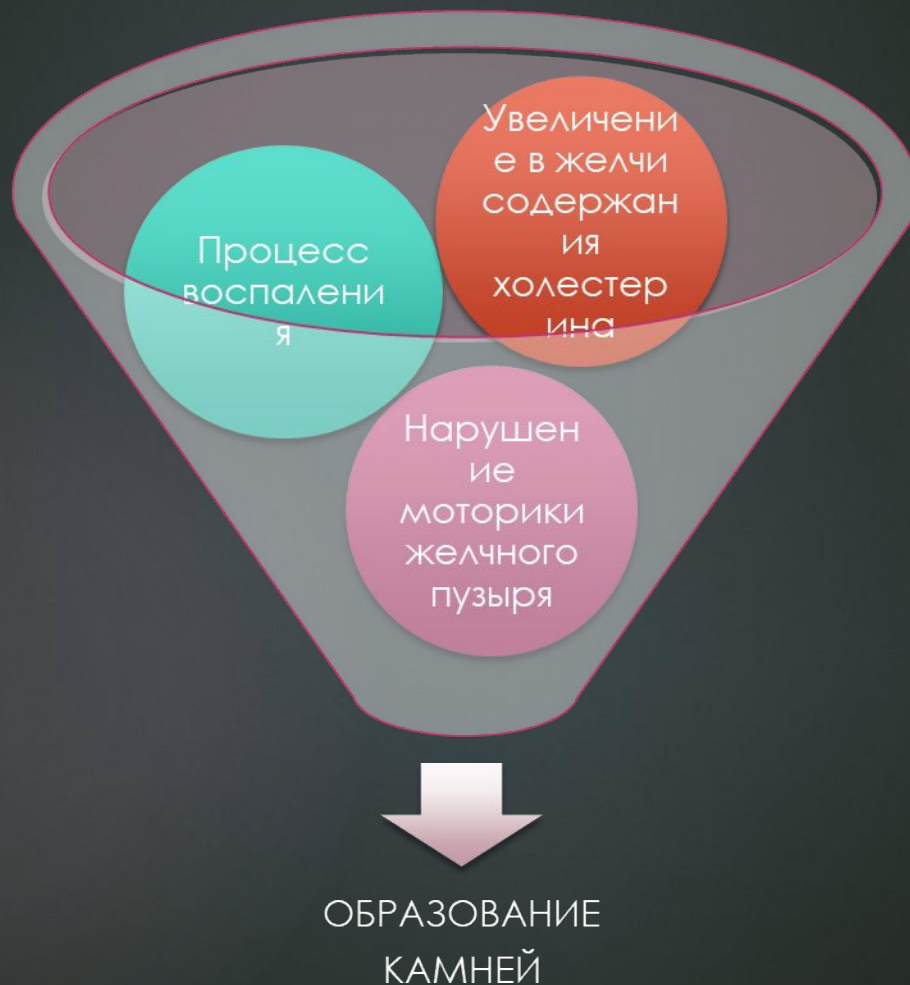 Увеличени
е в желчи
содержан
ия
холестер
ина
Процесс
воспалени
я
Нарушен
ие
моторики
желчного
пузыря
ОБРАЗОВАНИЕ
КАМНЕЙ